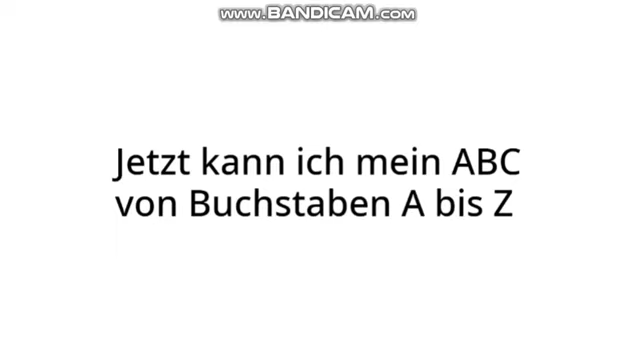 www.BANDICAM.com
Jetzt kann ich mein ABC
von Buchstaben A bis Z